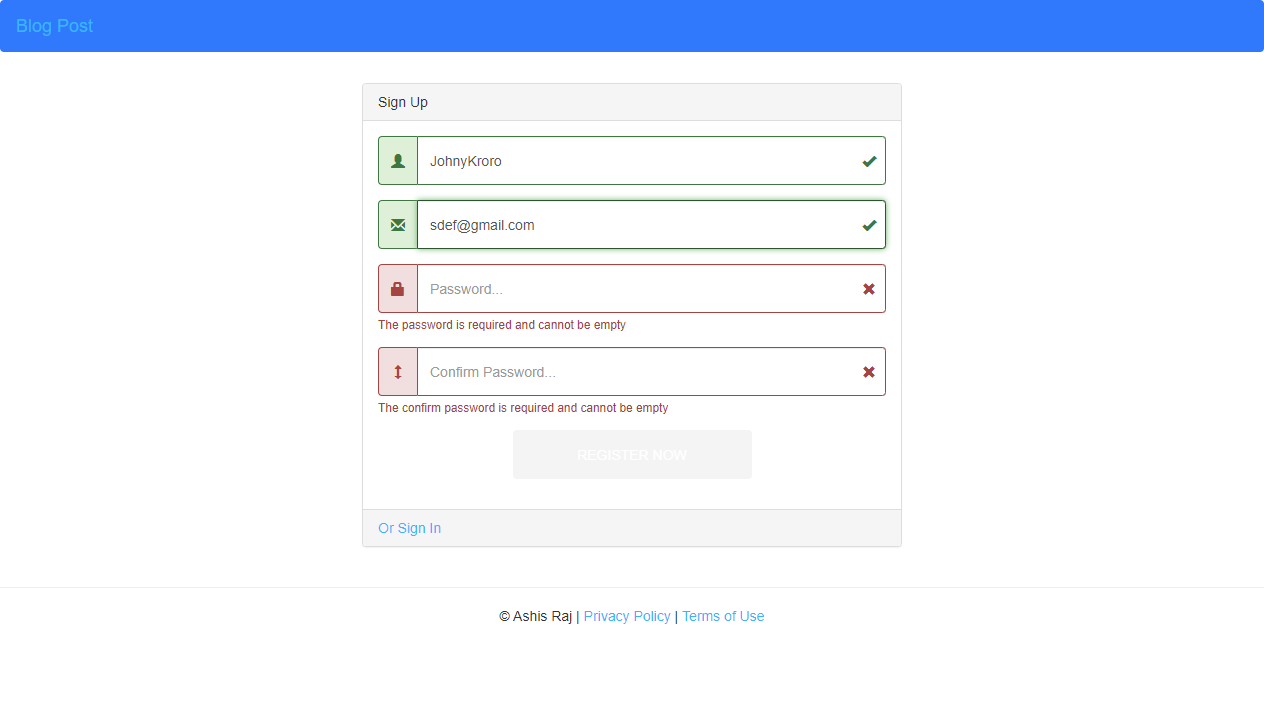 Blog Post
Sign Up
JohnyKroro
sdef@gmail.com
Password...
The password is required and cannot be empty
Confirm Password...
The confirm password is required and cannot be empty
REGISTER NOW
Or Sign In
© Ashis Raj | Privacy Policy | Terms of Use